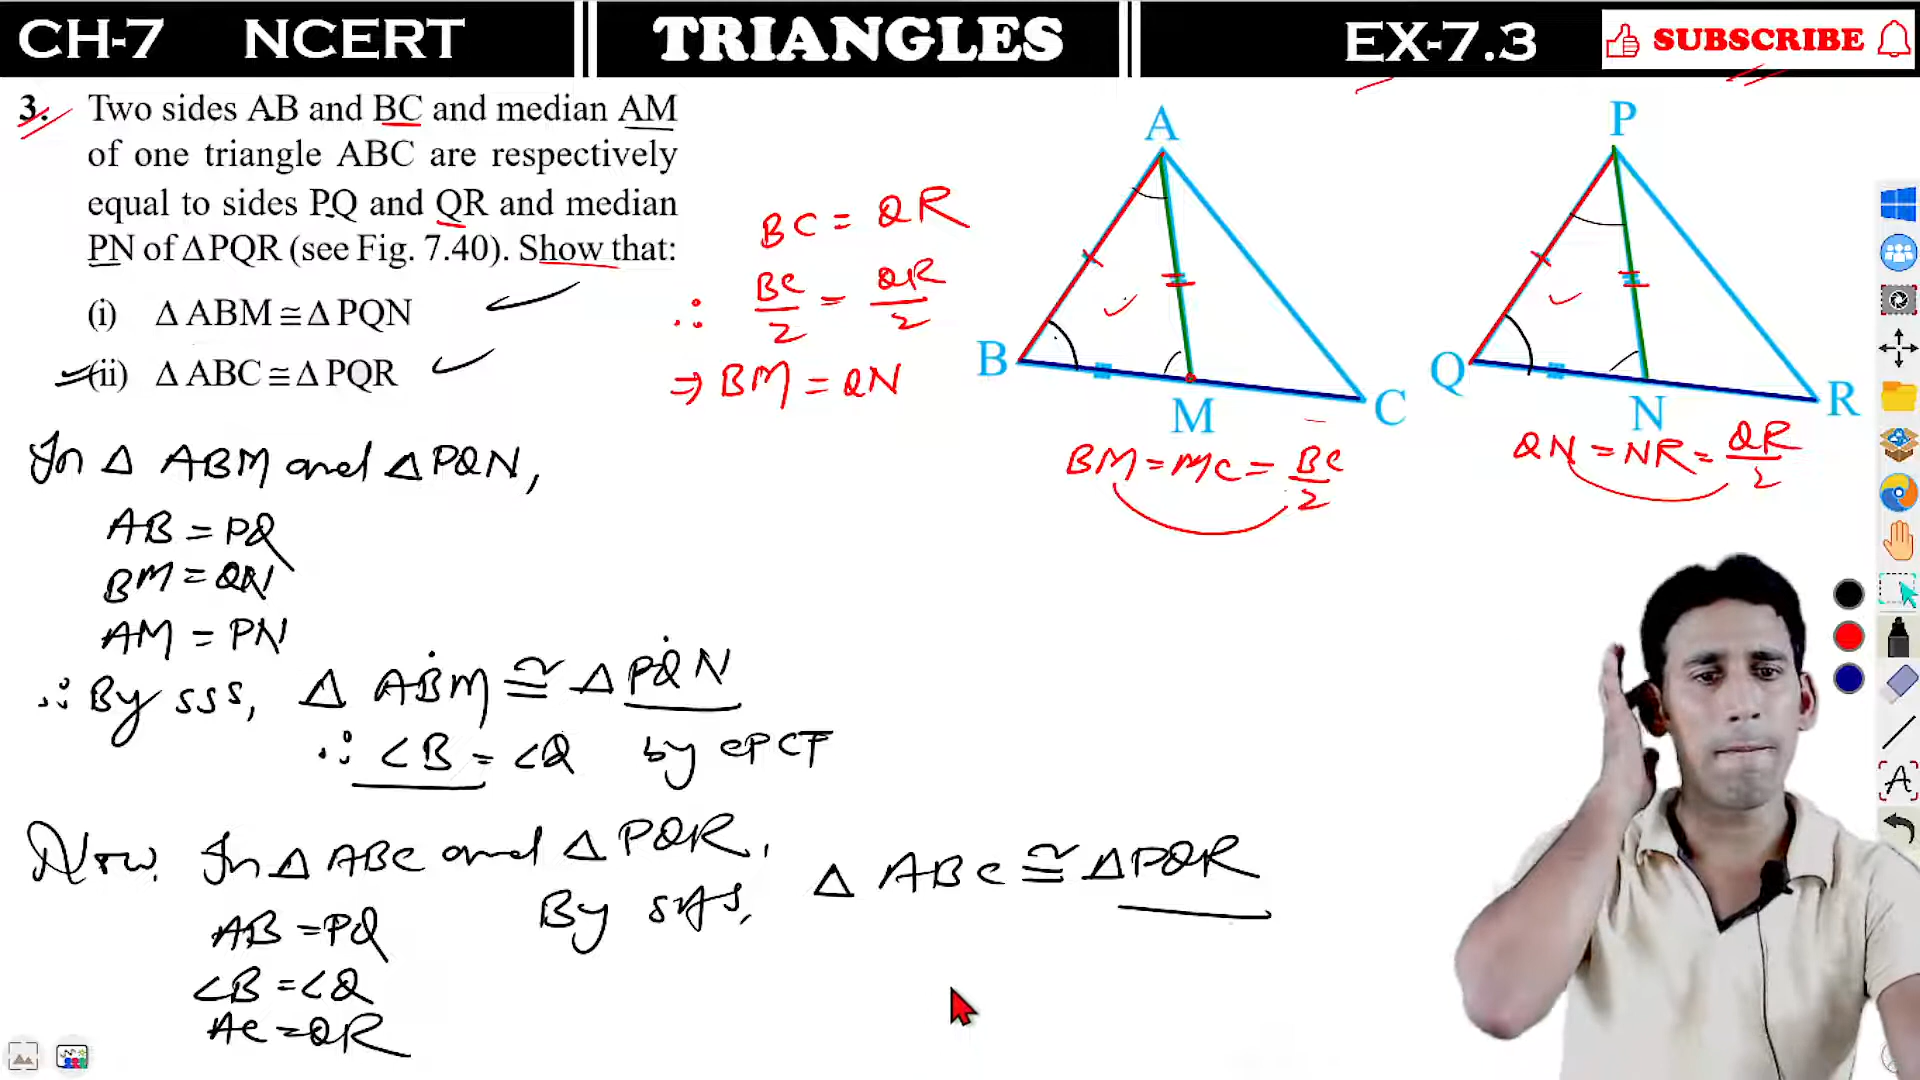 CH-7 NCERT TRIANGLES EX-7.3 SUBSCRIBE
3. Two sides AB and BC and median AM
of one triangle ABC are respectively
equal to sides PQ and QR and median
PN of ΔPQR (see Fig. 7.40). Show that:
(i) Δ ABM ≅ Δ PQN
(ii) Δ ABC ≅ Δ PQR
BC = QR
∴ BC/2 = QR/2
⇒ BM = QN
A
B
M
C
P
Q
N
R
BM = MC = BC/2
QN = NR = QR/2
In Δ ABM and Δ PQN,
AB = PQ
BM = QN
AM = PN
∴ By SSS, Δ ABM ≅ Δ PQN
∴ ∠B = ∠Q by CPCT
Now, In Δ ABC and Δ PQR,
AB = PQ
∠B = ∠Q
AC = QR
By SAS, Δ ABC ≅ Δ PQR